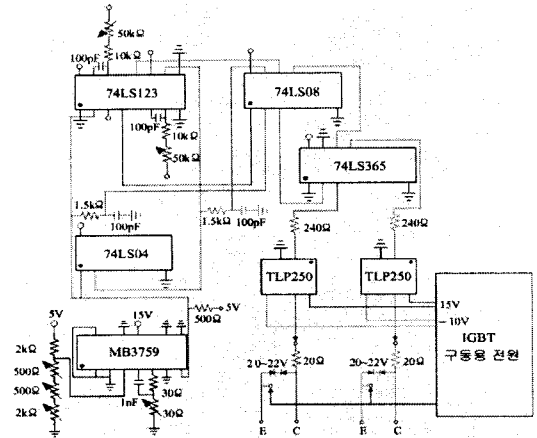 50kΩ
10kΩ
100pF
74LS123
100pF
10kΩ
50kΩ
74LS08
74LS365
1.5kΩ
100pF
1.5kΩ
100pF
74LS04
240Ω
240Ω
TLP250
TLP250
15V
-10V
IGBT
구동용 전원
5V
500Ω
5V
15V
2kΩ
500Ω
500Ω
2kΩ
MB3759
1nF
30Ω
30Ω
20~22V
20Ω
20~22V
20Ω
E
C
E
C